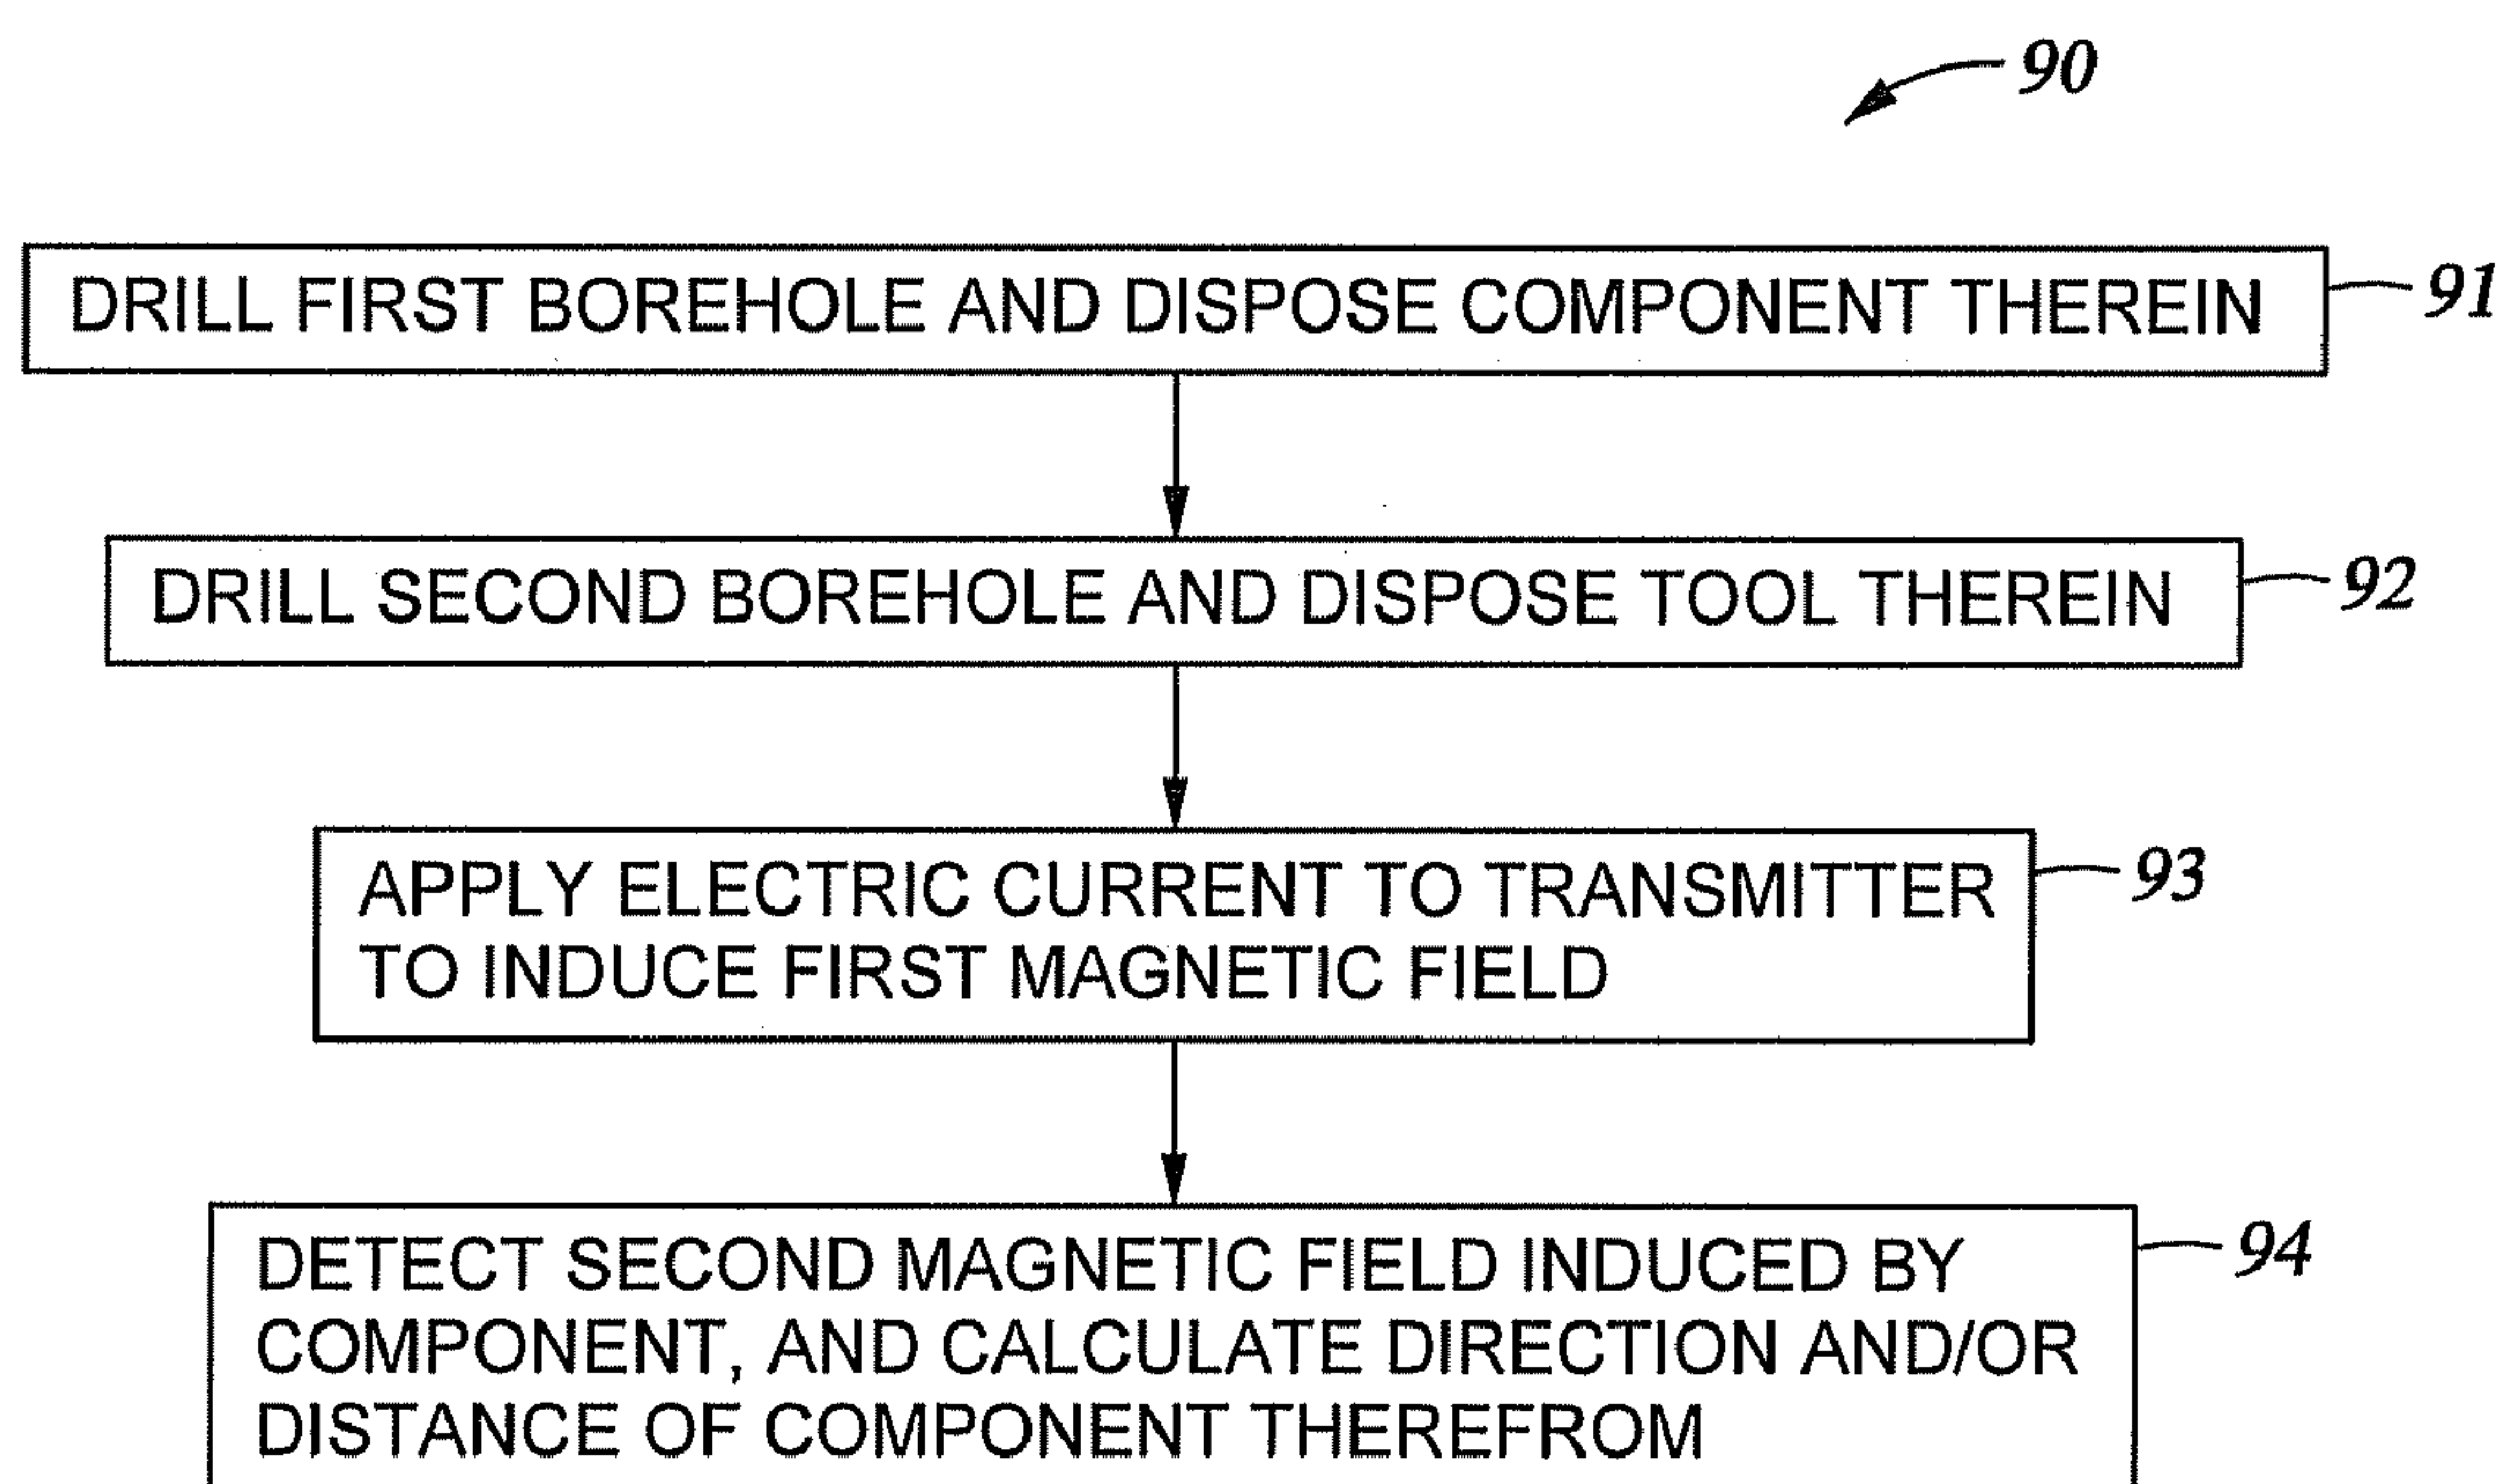 90
DRILL FIRST BOREHOLE AND DISPOSE COMPONENT THEREIN
91
DRILL SECOND BOREHOLE AND DISPOSE TOOL THEREIN
92
APPLY ELECTRIC CURRENT TO TRANSMITTER
TO INDUCE FIRST MAGNETIC FIELD
93
DETECT SECOND MAGNETIC FIELD INDUCED BY
COMPONENT, AND CALCULATE DIRECTION AND/OR
DISTANCE OF COMPONENT THEREFROM
94